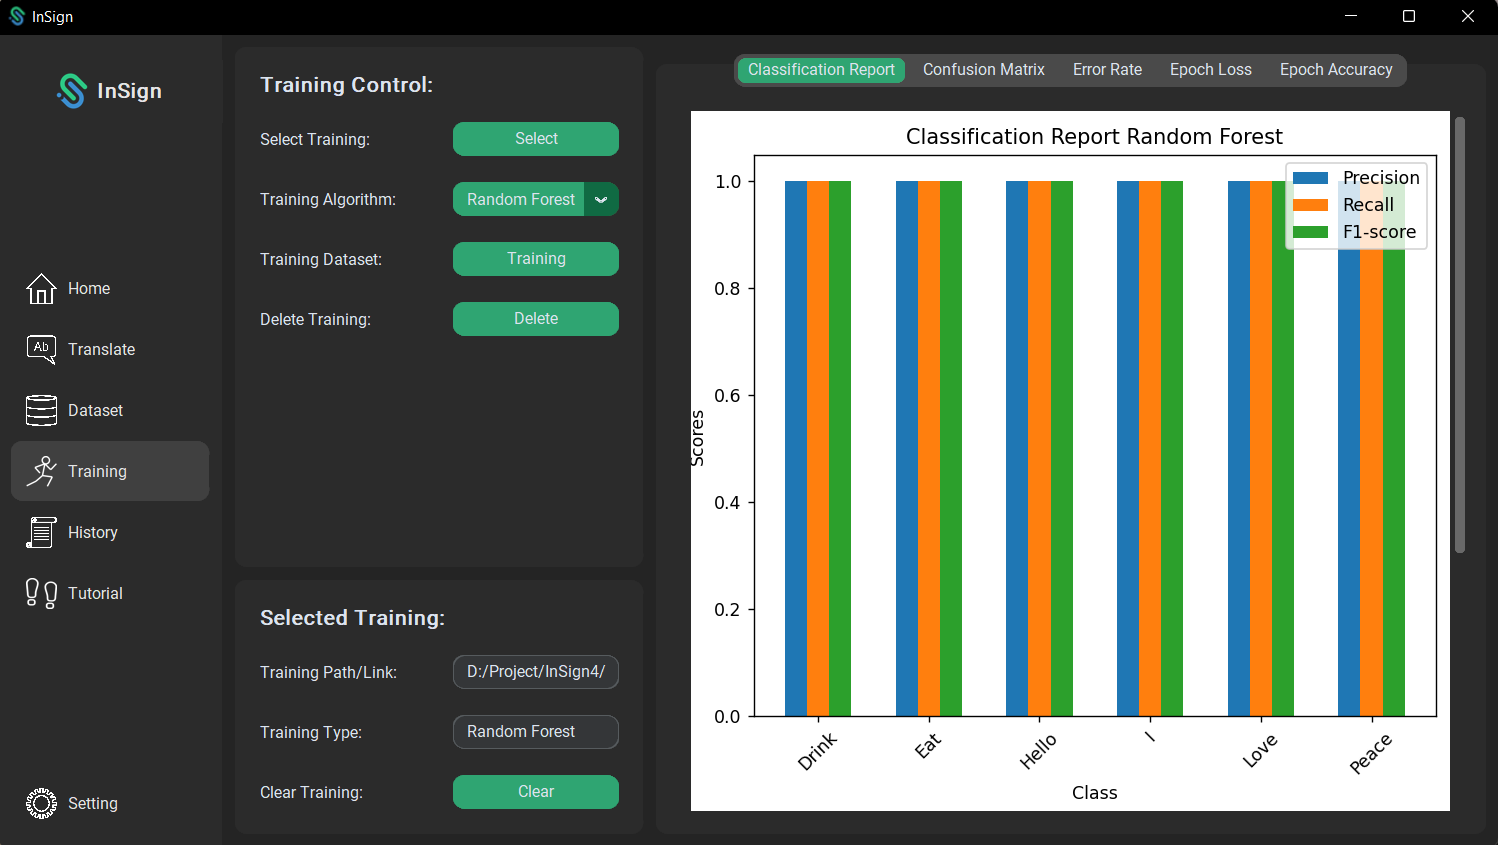 InSign
InSign
Home
Ab
Translate
Dataset
Training
History
Tutorial
Setting
Training Control:
Select Training:
Select
Training Algorithm:
Random Forest
Training Dataset:
Training
Delete Training:
Delete
Selected Training:
Training Path/Link:
D:/Project/InSign4/
Training Type:
Random Forest
Clear Training:
Clear
Classification Report
Confusion Matrix
Error Rate
Epoch Loss
Epoch Accuracy
Classification Report Random Forest
Precision
Recall
F1-score
1.0
0.8
0.6
0.4
0.2
0.0
Scores
Drink
Eat
Hello
I
Love
Peace
Class